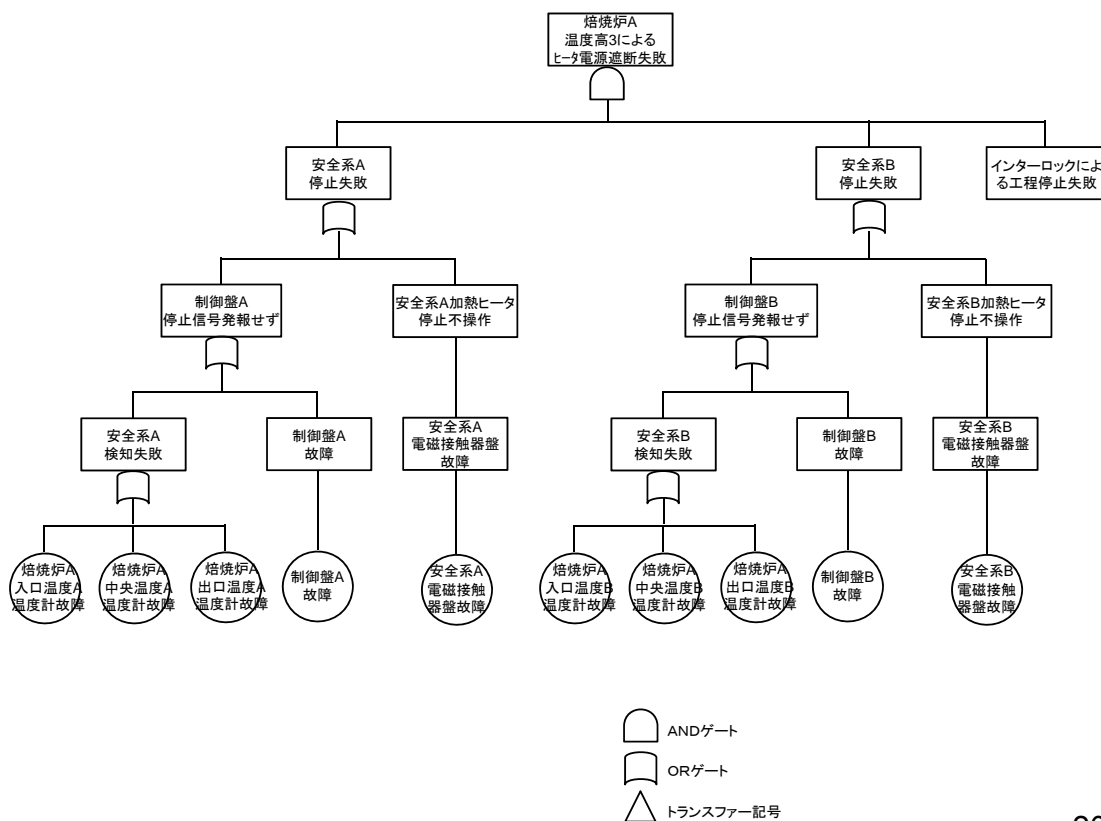 焙焼炉A
温度高3による
ﾋｰﾀ電源遮断失敗
安全系A
停止失敗
安全系B
停止失敗
インターロックによ
る工程停止失敗
制御盤A
停止信号発報せず
安全系A加熱ヒータ
停止不操作
制御盤B
停止信号発報せず
安全系B加熱ヒータ
停止不操作
安全系A
検知失敗
制御盤A
故障
安全系A
電磁接触器盤
故障
安全系B
検知失敗
制御盤B
故障
安全系B
電磁接触器盤
故障
焙焼炉A
入口温度A
温度計故障
焙焼炉A
中央温度A
温度計故障
焙焼炉A
出口温度A
温度計故障
制御盤A
故障
安全系A
電磁接触
器盤故障
焙焼炉A
入口温度B
温度計故障
焙焼炉A
中央温度B
温度計故障
焙焼炉A
出口温度B
温度計故障
制御盤B
故障
安全系B
電磁接触
器盤故障
ANDゲート
ORゲート
トランスファー記号